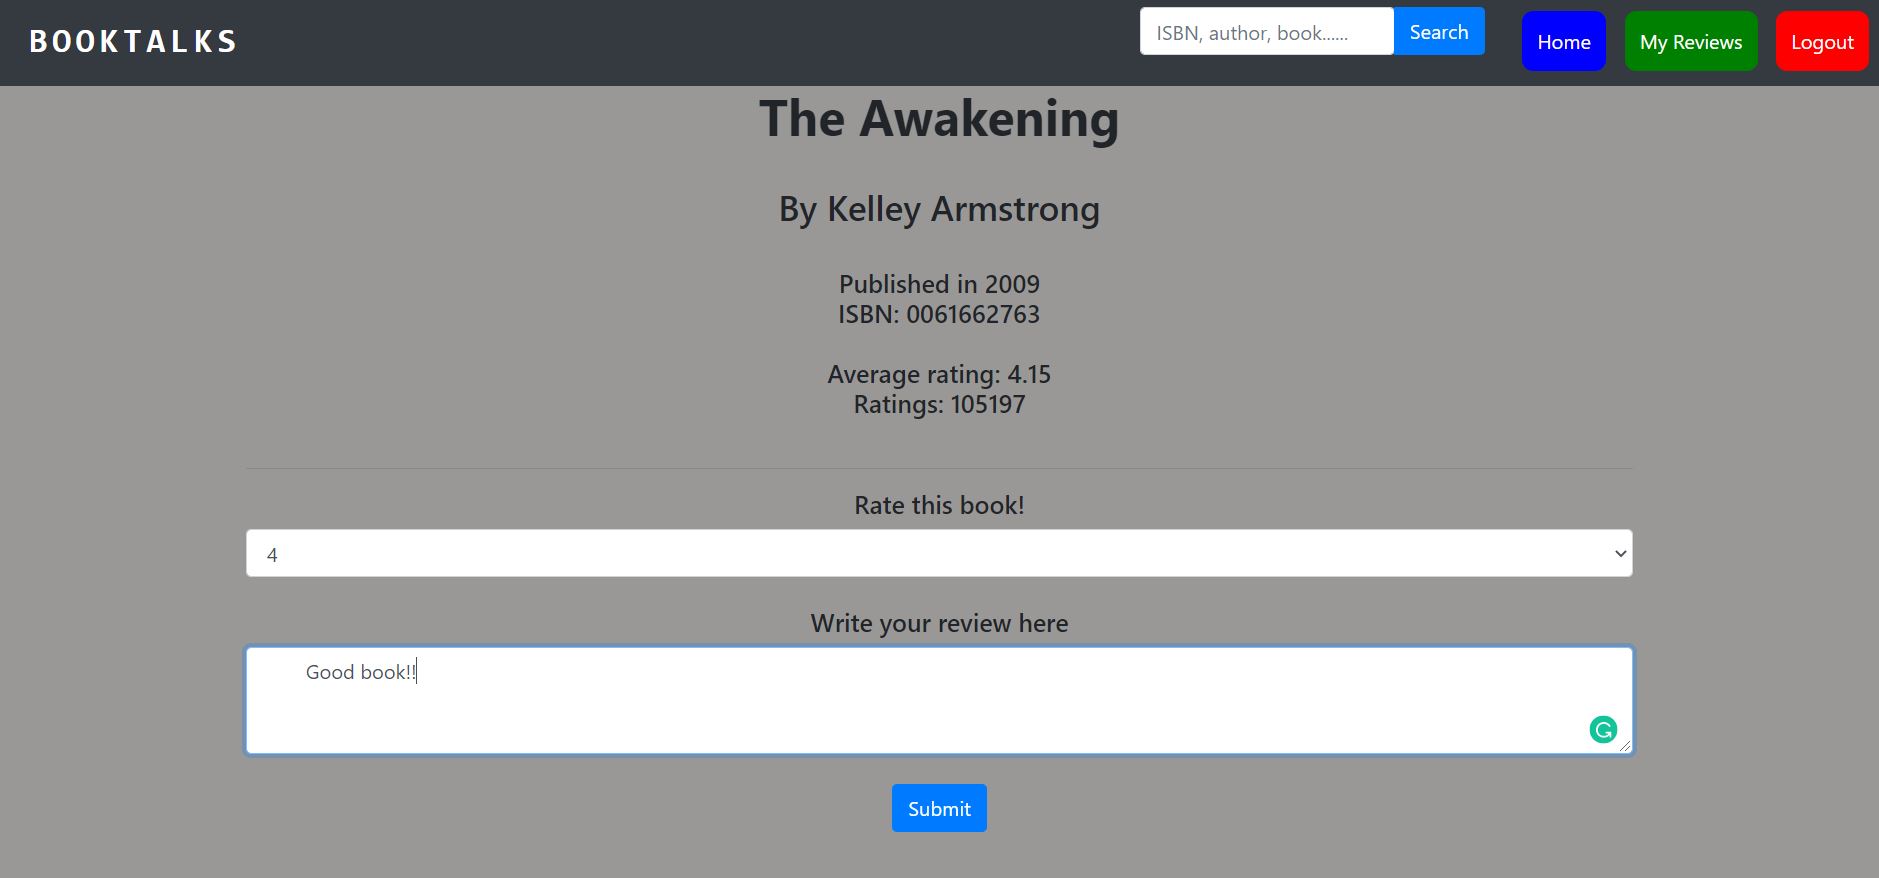 BOOKTALKS
ISBN, author, book......
Search
Home
My Reviews
Logout
The Awakening
By Kelley Armstrong
Published in 2009
ISBN: 0061662763
Average rating: 4.15
Ratings: 105197
Rate this book!
4
Write your review here
Good book!!
Submit